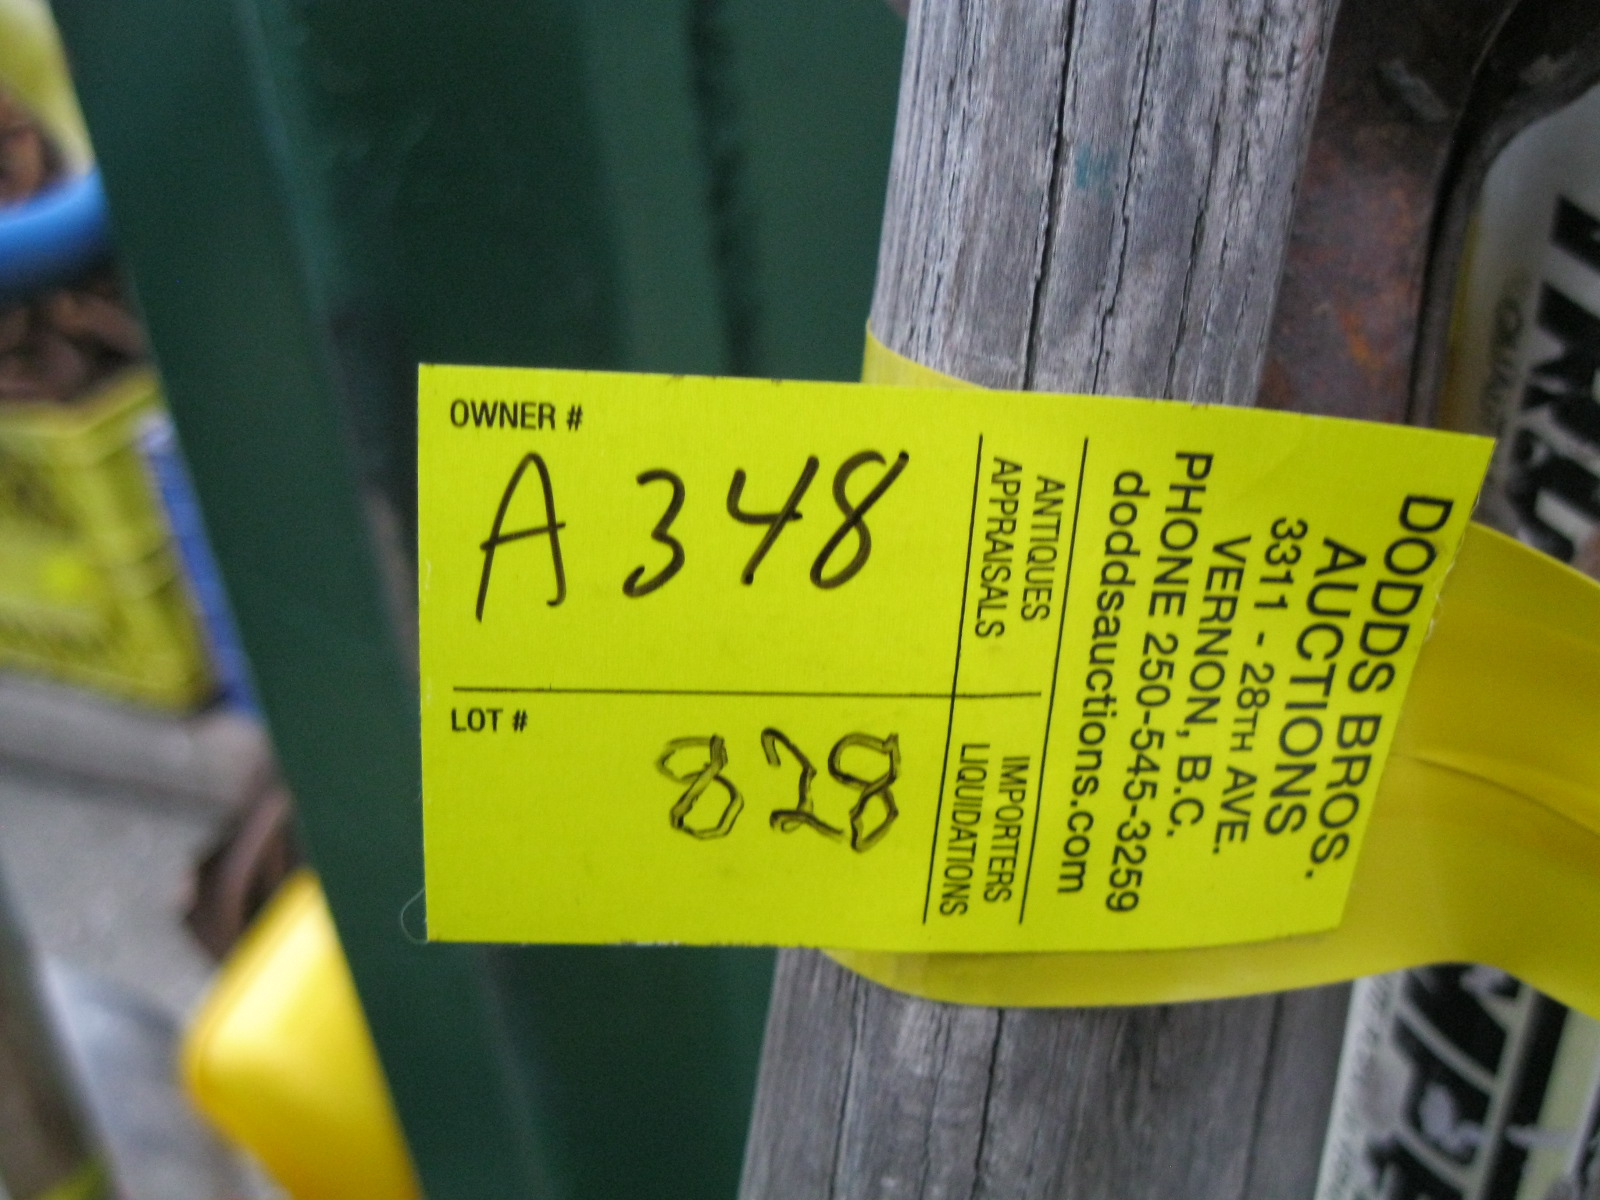 OWNER #
A348
LOT #
828
DODDS BROS.
AUCTIONS
3311 - 28TH AVE.
VERNON, B.C.
PHONE 250-545-3259
doddsauctions.com
ANTIQUES
APPRAISALS
IMPORTERS
LIQUIDATIONS